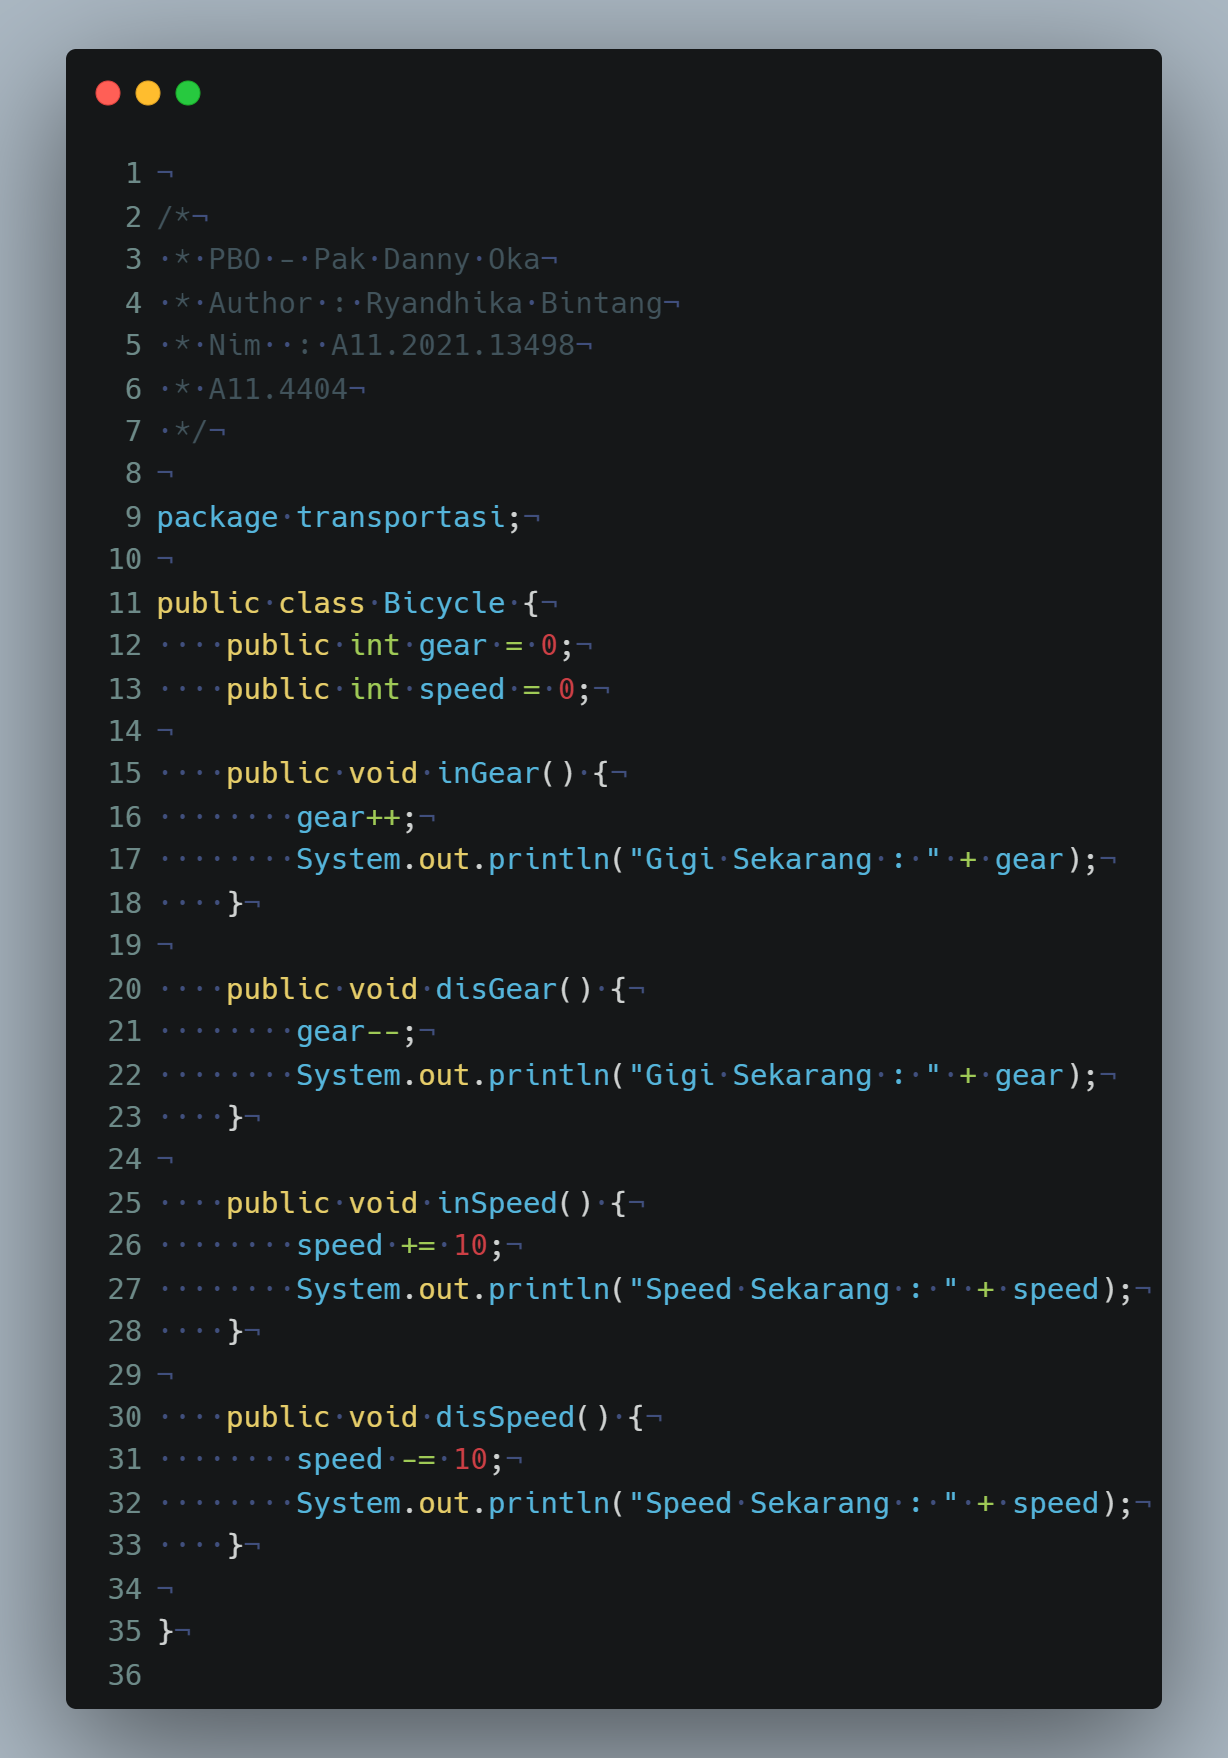 1
2 /*
3  * PBO - Pak Danny Oka
4  * Author : Ryandhika Bintang
5  * Nim  : A11.2021.13498
6  * A11.4404
7  */
8
9 package transportasi;
10
11 public class Bicycle {
12     public int gear = 0;
13     public int speed = 0;
14
15     public void inGear() {
16         gear++;
17         System.out.println("Gigi Sekarang : " + gear);
18     }
19
20     public void disGear() {
21         gear--;
22         System.out.println("Gigi Sekarang : " + gear);
23     }
24
25     public void inSpeed() {
26         speed += 10;
27         System.out.println("Speed Sekarang : " + speed);
28     }
29
30     public void disSpeed() {
31         speed -= 10;
32         System.out.println("Speed Sekarang : " + speed);
33     }
34
35 }
36